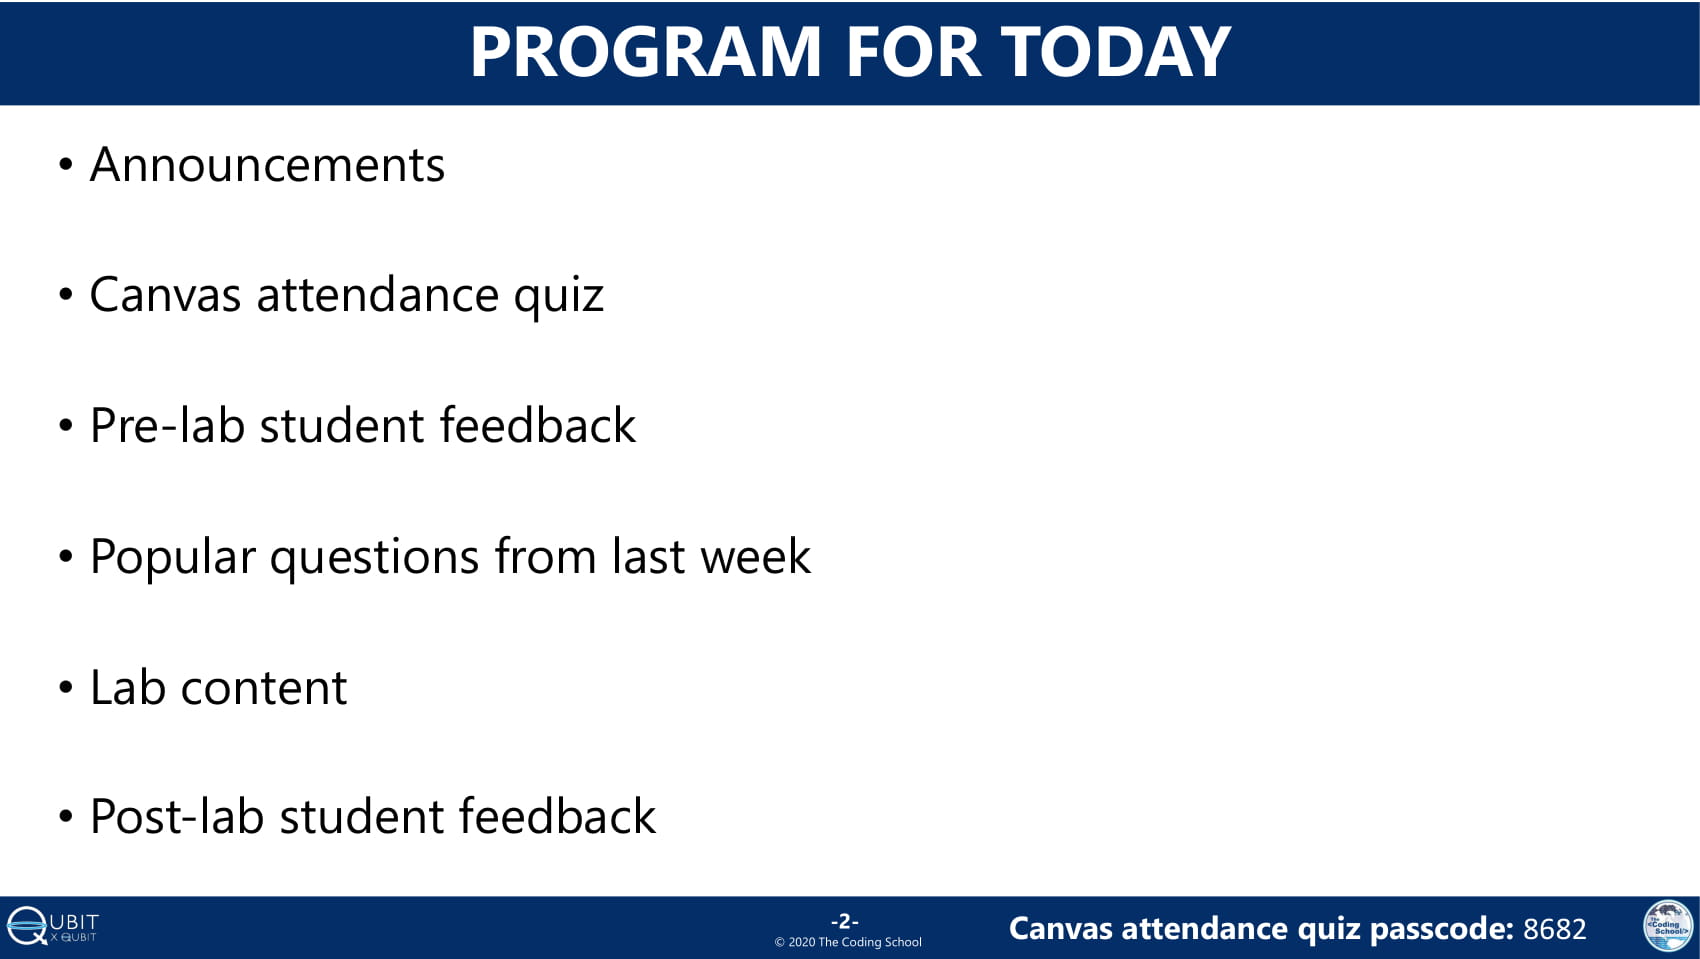 PROGRAM FOR TODAY
• Announcements
• Canvas attendance quiz
• Pre-lab student feedback
• Popular questions from last week
• Lab content
• Post-lab student feedback
QUBIT
X QUBIT
-2-
© 2020 The Coding School
Canvas attendance quiz passcode: 8682
The
<Coding
School/>